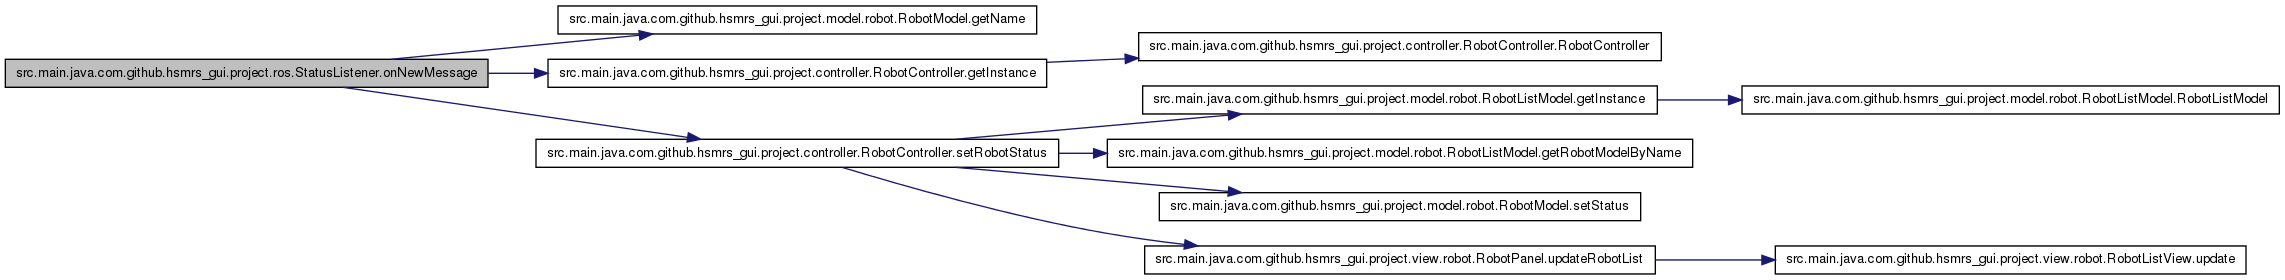 src.main.java.com.github.hsmrs_gui.project.model.robot.RobotModel.getName
src.main.java.com.github.hsmrs_gui.project.controller.RobotController.RobotController
src.main.java.com.github.hsmrs_gui.project.ros.StatusListener.onNewMessage
src.main.java.com.github.hsmrs_gui.project.controller.RobotController.getInstance
src.main.java.com.github.hsmrs_gui.project.model.robot.RobotListModel.getInstance
src.main.java.com.github.hsmrs_gui.project.model.robot.RobotListModel.RobotListModel
src.main.java.com.github.hsmrs_gui.project.controller.RobotController.setRobotStatus
src.main.java.com.github.hsmrs_gui.project.model.robot.RobotListModel.getRobotModelByName
src.main.java.com.github.hsmrs_gui.project.model.robot.RobotModel.setStatus
src.main.java.com.github.hsmrs_gui.project.view.robot.RobotPanel.updateRobotList
src.main.java.com.github.hsmrs_gui.project.view.robot.RobotListView.update